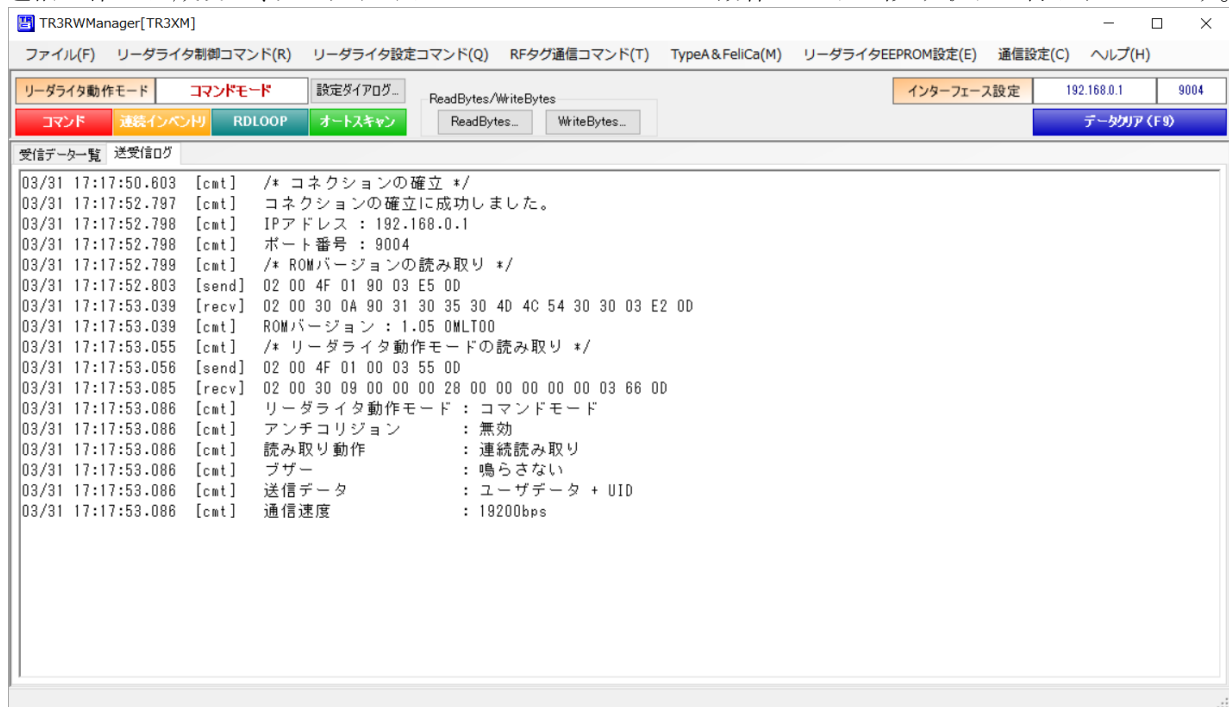 TR3RWManager[TR3XM]
ファイル(F) リーダライタ制御コマンド(R) リーダライタ設定コマンド(Q) RFタグ通信コマンド(T) TypeA&FeliCa(M) リーダライタEEPROM設定(E) 通信設定(C) ヘルプ(H)
リーダライタ動作モード コマンドモード 設定ダイアログ... ReadBytes/WriteBytes インターフェース設定 192.168.0.1 9004
コマンド 連続インベントリ RDLOOP オートスキャン ReadBytes... WriteBytes... データクリア(F9)
受信データ一覧 送受信ログ
03/31 17:17:50.603 [cmt] /* コネクションの確立 */
03/31 17:17:52.797 [cmt] コネクションの確立に成功しました。
03/31 17:17:52.798 [cmt] IPアドレス : 192.168.0.1
03/31 17:17:52.798 [cmt] ポート番号 : 9004
03/31 17:17:52.799 [cmt] /* ROMバージョンの読み取り */
03/31 17:17:52.803 [send] 02 00 4F 01 90 03 E5 0D
03/31 17:17:53.039 [recv] 02 00 30 0A 90 31 30 35 30 4D 4C 54 30 30 03 E2 0D
03/31 17:17:53.039 [cmt] ROMバージョン : 1.05 0MLT00
03/31 17:17:53.055 [cmt] /* リーダライタ動作モードの読み取り */
03/31 17:17:53.056 [send] 02 00 4F 01 00 03 55 0D
03/31 17:17:53.085 [recv] 02 00 30 09 00 00 00 28 00 00 00 00 00 03 66 0D
03/31 17:17:53.086 [cmt] リーダライタ動作モード : コマンドモード
03/31 17:17:53.086 [cmt] アンチコリジョン : 無効
03/31 17:17:53.086 [cmt] 読み取り動作 : 連続読み取り
03/31 17:17:53.086 [cmt] ブザー : 鳴らさない
03/31 17:17:53.086 [cmt] 送信データ : ユーザデータ + UID
03/31 17:17:53.086 [cmt] 通信速度 : 19200bps